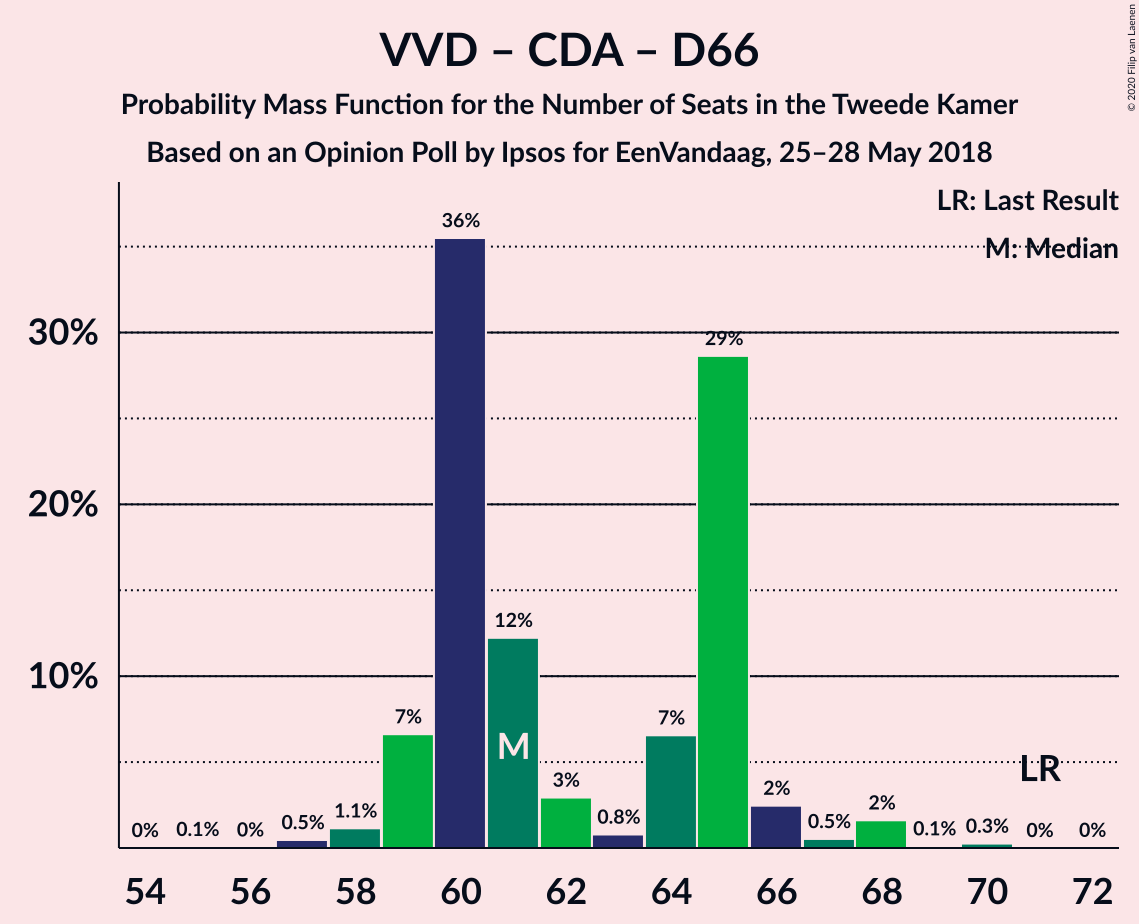 VVD – CDA – D66
Probability Mass Function for the Number of Seats in the Tweede Kamer
Based on an Opinion Poll by Ipsos for EenVandaag, 25–28 May 2018
© 2020 Filip van Laenen
LR: Last Result
M: Median
30%
20%
10%
0%
0.1%
0%
0.5%
1.1%
7%
36%
12%
3%
0.8%
7%
29%
2%
0.5%
2%
0.1%
0.3%
0%
0%
M
LR
54 56 58 60 62 64 66 68 70 72